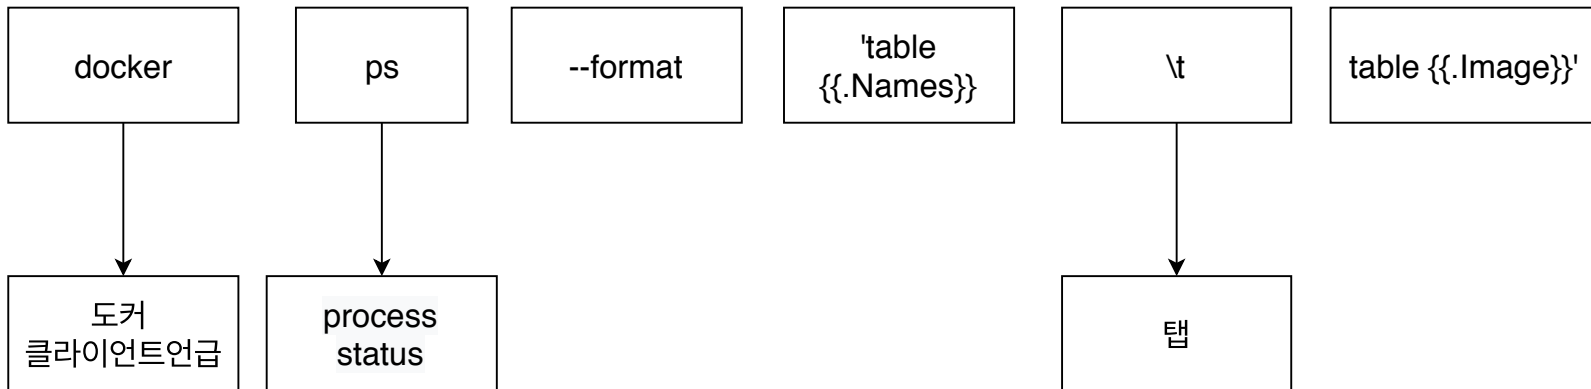 docker
ps
--format
'table
{{.Names}}
\t
table {{.Image}}'
도커
클라이언트언급
process
status
탭